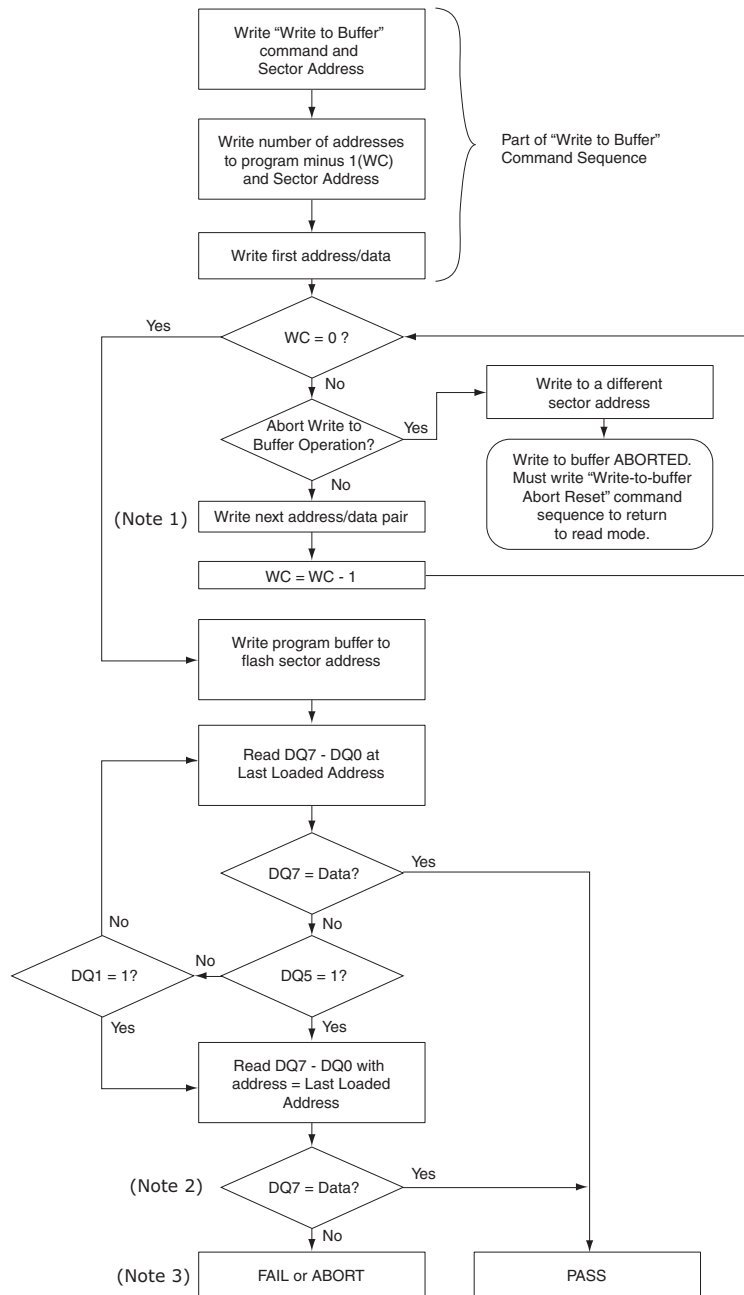 Write “Write to Buffer”
command and
Sector Address
Write number of addresses
to program minus 1(WC)
and Sector Address
Part of “Write to Buffer”
Command Sequence
Write first address/data
Yes
WC = 0 ?
No
Write to a different
sector address
Abort Write to
Buffer Operation?
Yes
No
Write to buffer ABORTED.
Must write “Write-to-buffer
Abort Reset” command
sequence to return
to read mode.
(Note 1)
Write next address/data pair
WC = WC - 1
Write program buffer to
flash sector address
Read DQ7 - DQ0 at
Last Loaded Address
DQ7 = Data?
Yes
No
No
DQ1 = 1?
No
DQ5 = 1?
Yes
Yes
Read DQ7 - DQ0 with
address = Last Loaded
Address
(Note 2)
DQ7 = Data?
Yes
No
(Note 3)
FAIL or ABORT
PASS